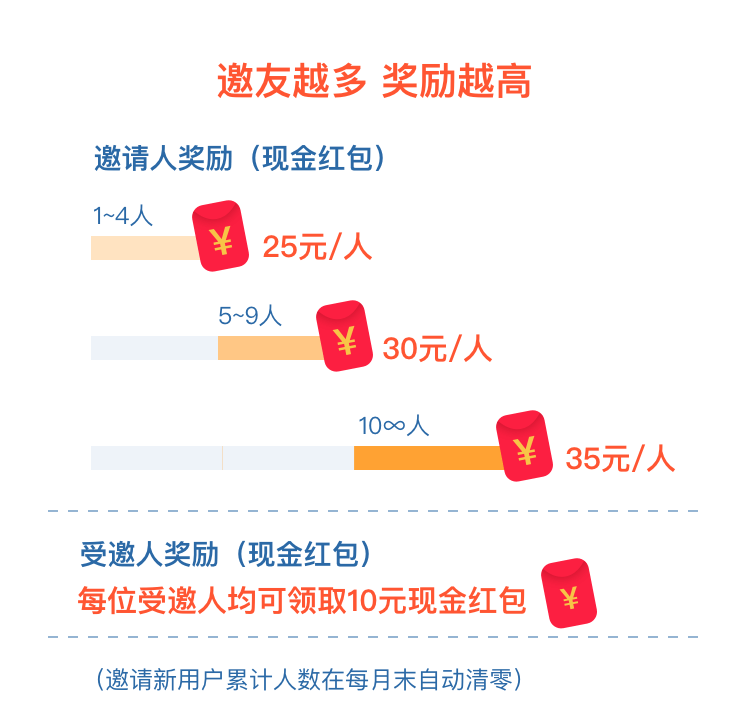 邀友越多 奖励越高
邀请人奖励（现金红包）
1~4人
¥
25元/人
5~9人
¥
30元/人
10∞人
¥
35元/人
受邀人奖励（现金红包）
每位受邀人均可领取10元现金红包
¥
（邀请新用户累计人数在每月末自动清零）